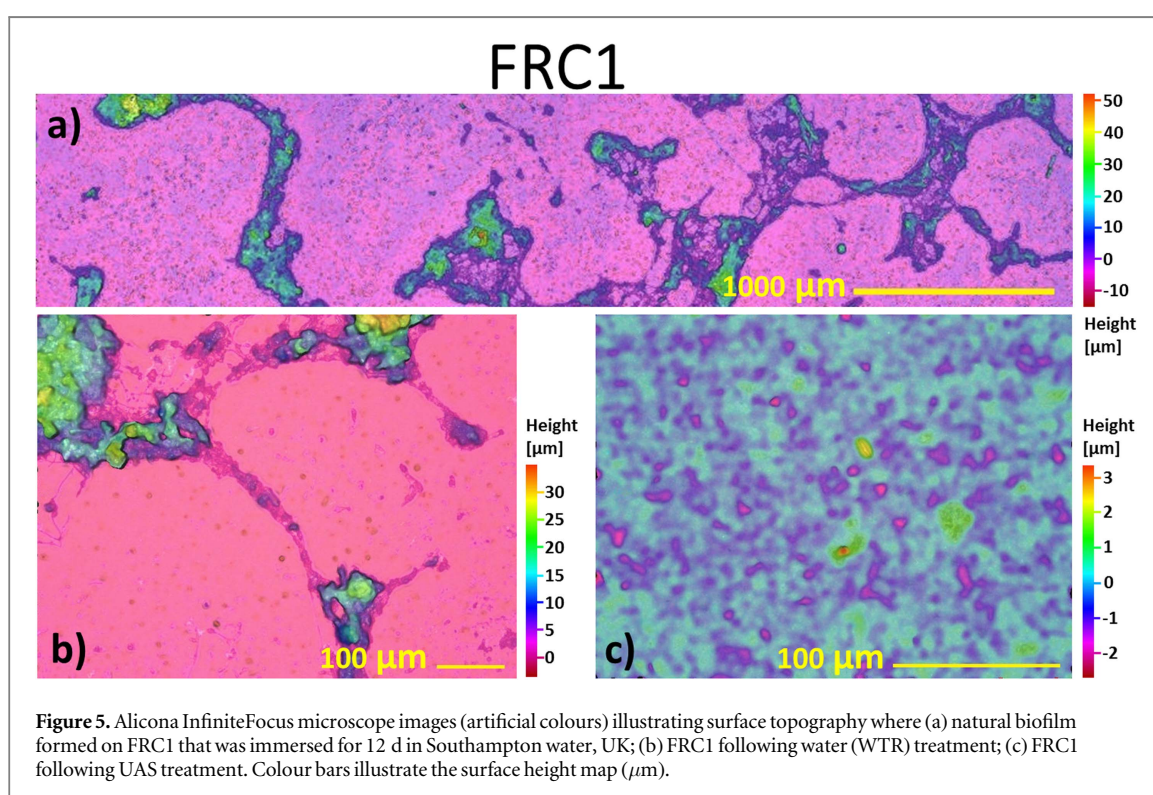 FRC1
a)
50
40
30
20
10
0
-10
1000 μm
Height
[μm]
b)
100 μm
Height
[μm]
30
25
20
15
10
5
0
c)
100 μm
Height
[μm]
3
2
1
0
-1
-2
Figure 5. Alicona InfiniteFocus microscope images (artificial colours) illustrating surface topography where (a) natural biofilm
formed on FRC1 that was immersed for 12 d in Southampton water, UK; (b) FRC1 following water (WTR) treatment; (c) FRC1
following UAS treatment. Colour bars illustrate the surface height map (μm).